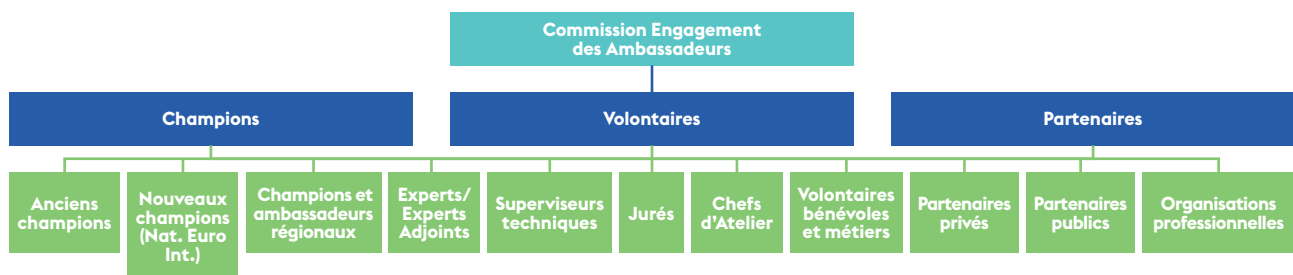 Commission Engagement
des Ambassadeurs
Champions
Volontaires
Partenaires
Anciens
champions
Nouveaux
champions
(Nat. Euro
Int.)
Champions et
ambassadeurs
régionaux
Experts/
Experts
Adjoints
Superviseurs
techniques
Jurés
Chefs
d’Atelier
Volontaires
bénévoles
et métiers
Partenaires
privés
Partenaires
publics
Organisations
professionnelles